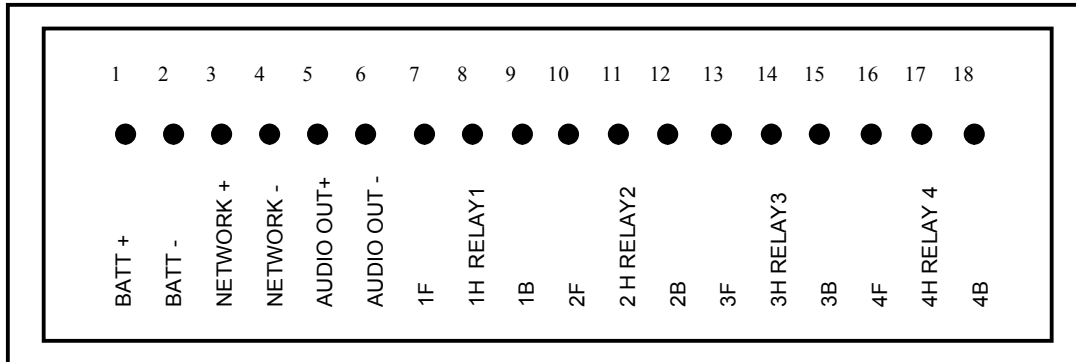 1 2 3 4 5 6 7 8 9 10 11 12 13 14 15 16 17 18
BATT +
BATT -
NETWORK +
NETWORK -
AUDIO OUT+
AUDIO OUT -
1F
1H RELAY1
1B
2F
2 H RELAY2
2B
3F
3H RELAY3
3B
4F
4H RELAY 4
4B